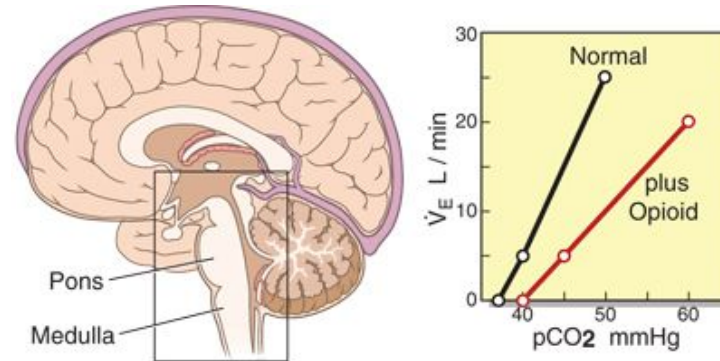 Pons
Medulla
30
20
10
0
V̇E L / min
Normal
plus
Opioid
40
50
60
pCO2 mmHg